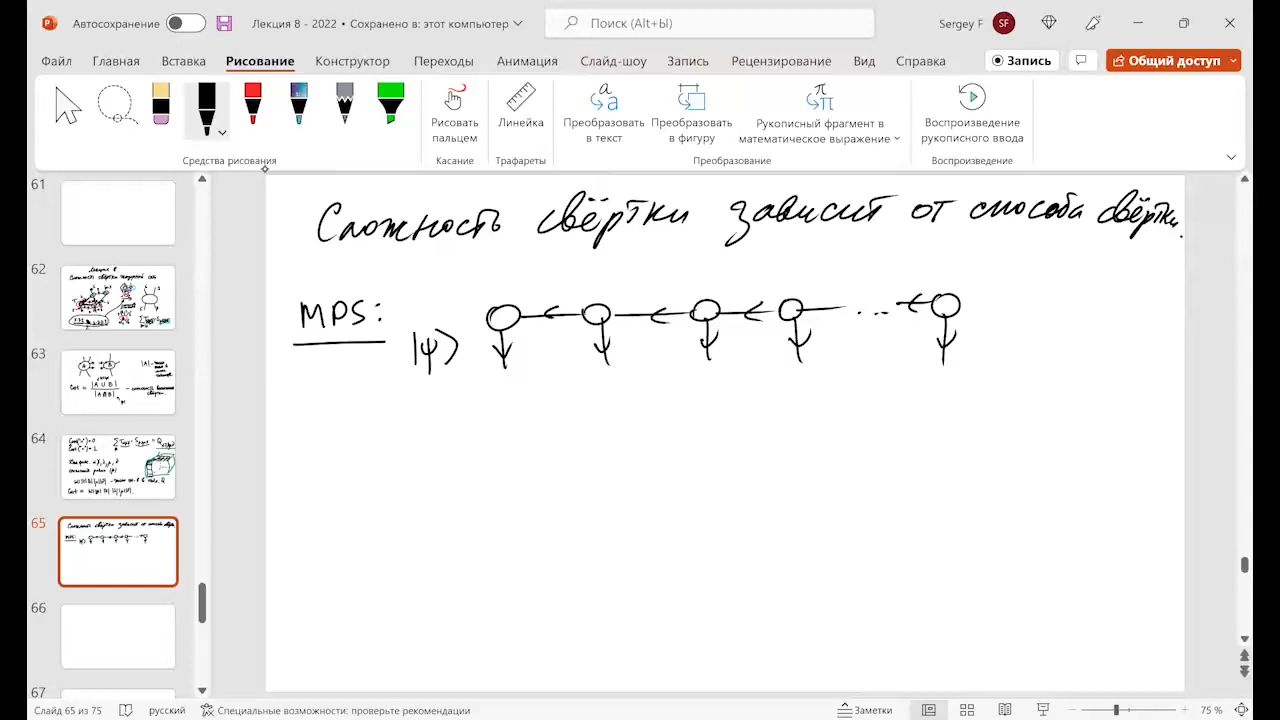 Автосохранение Лекция 8 - 2022 • Сохранено в: этот компьютер Поиск (Alt+Ы) Sergey F SF
Файл Главная Вставка Рисование Конструктор Переходы Анимация Слайд-шоу Запись Рецензирование Вид Справка Запись Общий доступ
Рисовать пальцем
Линейка
Преобразовать в текст
Преобразовать в фигуру
Рукописный фрагмент в математическое выражение
Воспроизведение рукописного ввода
Средства рисования Касание Трафареты Преобразование Воспроизведение
61
62
63
64
65
66
67
Сложность свёртки зависит от способа свёртки.
MPS:
|ψ⟩
...
Слайд 65 из 75 русский Специальные возможности: проверьте рекомендации Заметки 75 %